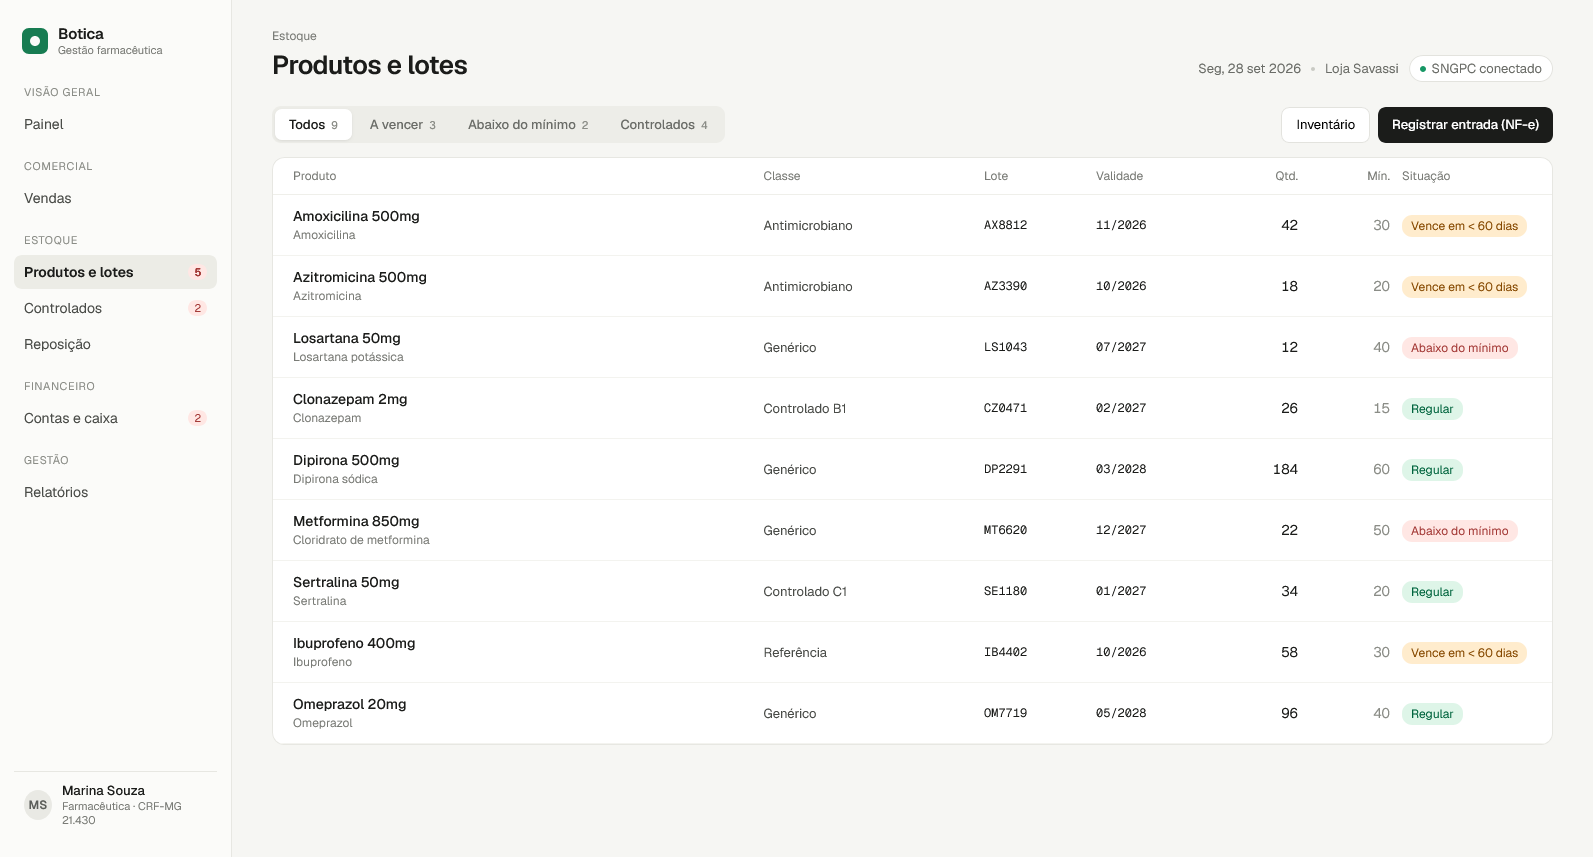 Botica
Gestão farmacêutica
VISÃO GERAL
Painel
COMERCIAL
Vendas
ESTOQUE
Produtos e lotes 5
Controlados 2
Reposição
FINANCEIRO
Contas e caixa 2
GESTÃO
Relatórios
MS
Marina Souza
Farmacêutica · CRF-MG
21.430
Estoque
Produtos e lotes
Seg, 28 set 2026 • Loja Savassi SNGPC conectado
Todos 9 A vencer 3 Abaixo do mínimo 2 Controlados 4
Inventário Registrar entrada (NF-e)
Produto Classe Lote Validade Qtd. Mín. Situação
Amoxicilina 500mg
Amoxicilina
Antimicrobiano AX8812 11/2026 42 30 Vence em < 60 dias
Azitromicina 500mg
Azitromicina
Antimicrobiano AZ3390 10/2026 18 20 Vence em < 60 dias
Losartana 50mg
Losartana potássica
Genérico LS1043 07/2027 12 40 Abaixo do mínimo
Clonazepam 2mg
Clonazepam
Controlado B1 CZ0471 02/2027 26 15 Regular
Dipirona 500mg
Dipirona sódica
Genérico DP2291 03/2028 184 60 Regular
Metformina 850mg
Cloridrato de metformina
Genérico MT6620 12/2027 22 50 Abaixo do mínimo
Sertralina 50mg
Sertralina
Controlado C1 SE1180 01/2027 34 20 Regular
Ibuprofeno 400mg
Ibuprofeno
Referência IB4402 10/2026 58 30 Vence em < 60 dias
Omeprazol 20mg
Omeprazol
Genérico OM7719 05/2028 96 40 Regular